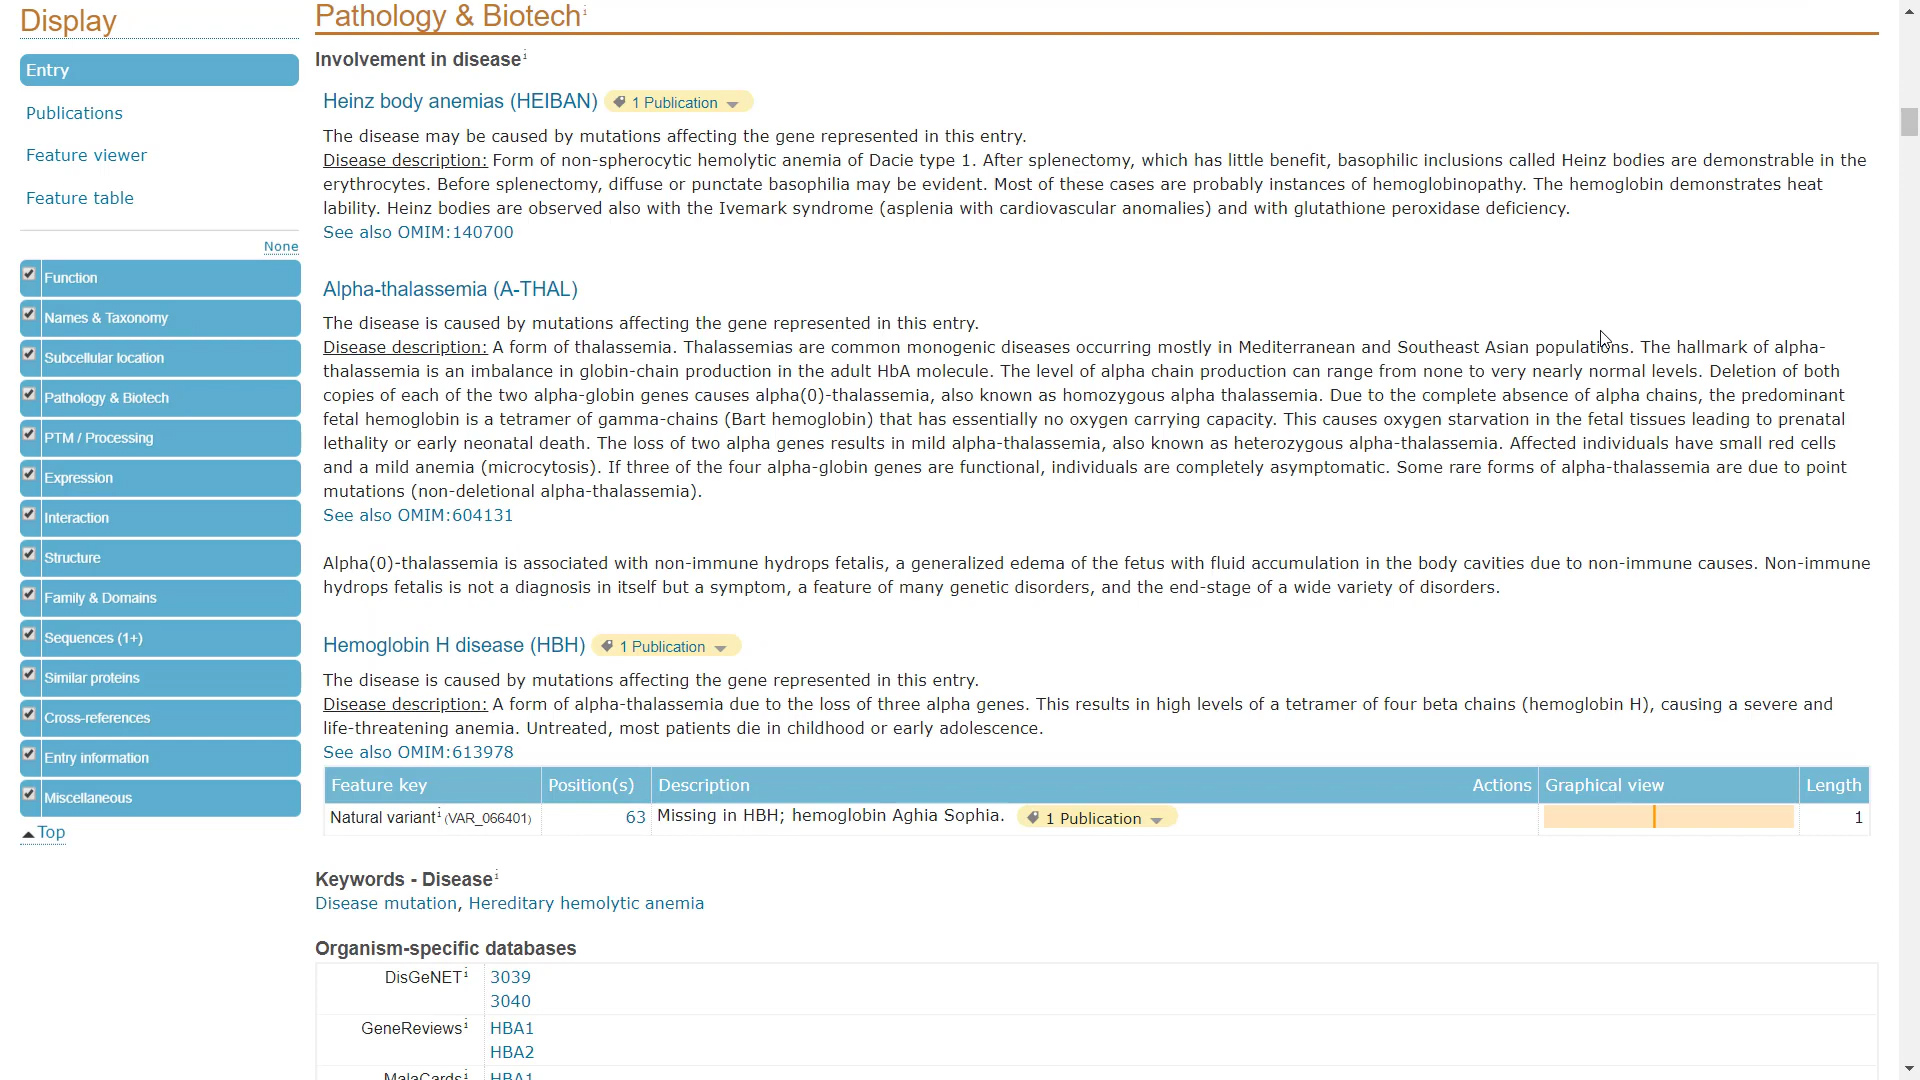 Display
Entry
Publications
Feature viewer
Feature table
None
Function
Names & Taxonomy
Subcellular location
Pathology & Biotech
PTM / Processing
Expression
Interaction
Structure
Family & Domains
Sequences (1+)
Similar proteins
Cross-references
Entry information
Miscellaneous
Top
Pathology & Biotechi
Involvement in diseasei
Heinz body anemias (HEIBAN) 1 Publication
The disease may be caused by mutations affecting the gene represented in this entry.
Disease description: Form of non-spherocytic hemolytic anemia of Dacie type 1. After splenectomy, which has little benefit, basophilic inclusions called Heinz bodies are demonstrable in the
erythrocytes. Before splenectomy, diffuse or punctate basophilia may be evident. Most of these cases are probably instances of hemoglobinopathy. The hemoglobin demonstrates heat
lability. Heinz bodies are observed also with the Ivemark syndrome (asplenia with cardiovascular anomalies) and with glutathione peroxidase deficiency.
See also OMIM:140700
Alpha-thalassemia (A-THAL)
The disease is caused by mutations affecting the gene represented in this entry.
Disease description: A form of thalassemia. Thalassemias are common monogenic diseases occurring mostly in Mediterranean and Southeast Asian populations. The hallmark of alpha-
thalassemia is an imbalance in globin-chain production in the adult HbA molecule. The level of alpha chain production can range from none to very nearly normal levels. Deletion of both
copies of each of the two alpha-globin genes causes alpha(0)-thalassemia, also known as homozygous alpha thalassemia. Due to the complete absence of alpha chains, the predominant
fetal hemoglobin is a tetramer of gamma-chains (Bart hemoglobin) that has essentially no oxygen carrying capacity. This causes oxygen starvation in the fetal tissues leading to prenatal
lethality or early neonatal death. The loss of two alpha genes results in mild alpha-thalassemia, also known as heterozygous alpha-thalassemia. Affected individuals have small red cells
and a mild anemia (microcytosis). If three of the four alpha-globin genes are functional, individuals are completely asymptomatic. Some rare forms of alpha-thalassemia are due to point
mutations (non-deletional alpha-thalassemia).
See also OMIM:604131
Alpha(0)-thalassemia is associated with non-immune hydrops fetalis, a generalized edema of the fetus with fluid accumulation in the body cavities due to non-immune causes. Non-immune
hydrops fetalis is not a diagnosis in itself but a symptom, a feature of many genetic disorders, and the end-stage of a wide variety of disorders.
Hemoglobin H disease (HBH) 1 Publication
The disease is caused by mutations affecting the gene represented in this entry.
Disease description: A form of alpha-thalassemia due to the loss of three alpha genes. This results in high levels of a tetramer of four beta chains (hemoglobin H), causing a severe and
life-threatening anemia. Untreated, most patients die in childhood or early adolescence.
See also OMIM:613978
Feature key Position(s) Description Actions Graphical view Length
Natural varianti (VAR_066401) 63 Missing in HBH; hemoglobin Aghia Sophia. 1 Publication 1
Keywords - Diseasei
Disease mutation, Hereditary hemolytic anemia
Organism-specific databases
DisGeNETi 3039
3040
GeneReviewsi HBA1
HBA2
MalaCardsi HBA1